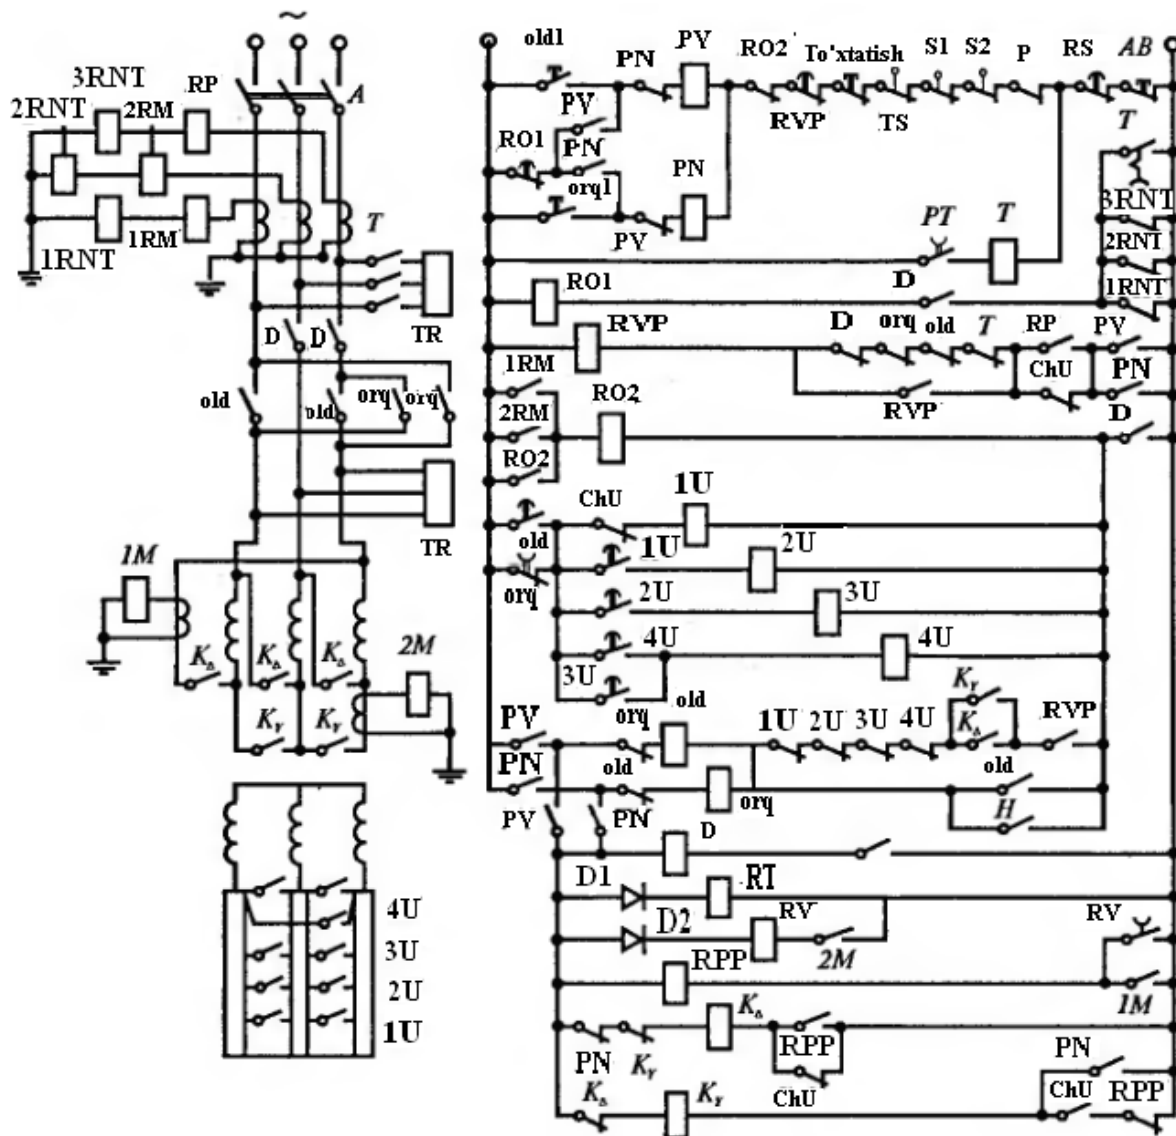 ~
3RNT
RP
2RNT
2RM
A
1RNT
1RM
T
TR
D
D
old
old
orq
orq
TR
1M
2M
K△
K△
K△
KY
KY
4U
3U
2U
1U
old1
PN
PV
RO2
To'xtatish
S1
S2
P
RS
AB
PV
RVP
TS
T
RO1
PN
orq1
PN
3RNT
PV
PT
T
2RNT
D
1RNT
RO1
RVP
D
orq
old
T
RP
PV
1RM
ChU
PN
RO2
RVP
2RM
D
RO2
ChU
1U
old
1U
2U
orq
2U
3U
4U
4U
3U
old
KY
PV
orq
1U
2U
3U
4U
K△
RVP
PN
old
old
orq
H
PV
PN
D
D1
RT
D2
RV
RV
2M
RPP
1M
K△
PN
KY
RPP
PN
K△
KY
ChU
ChU
RPP